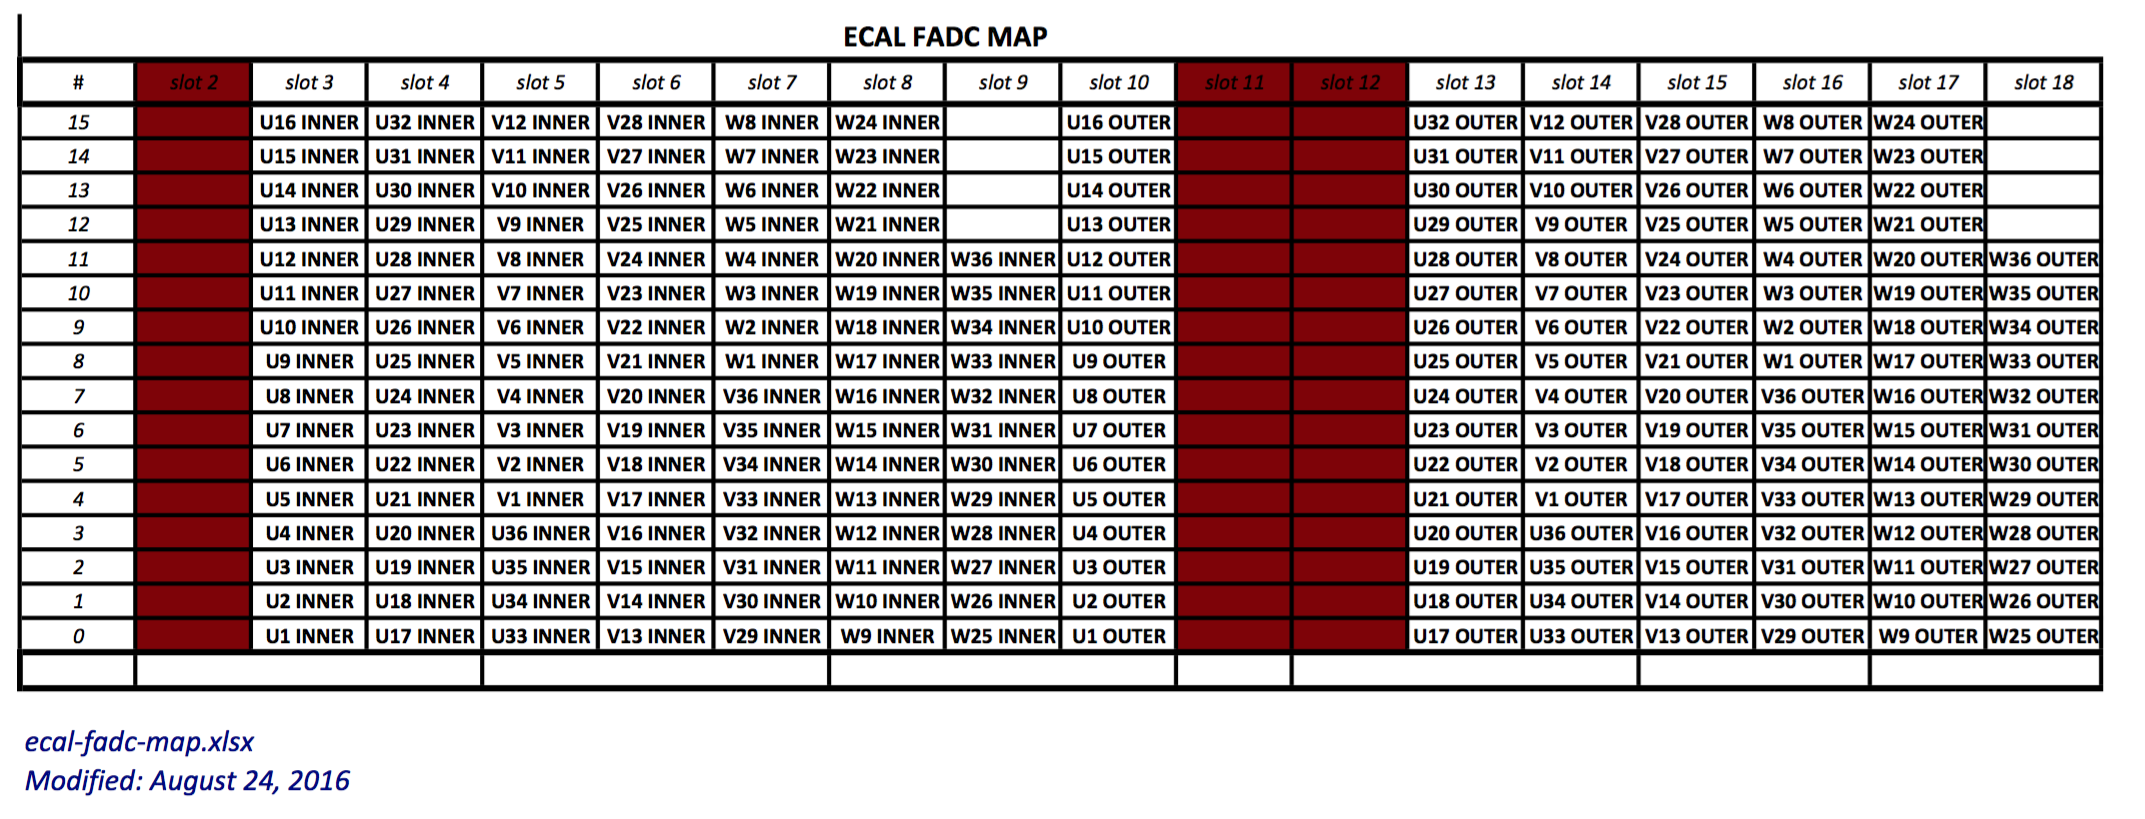 ECAL FADC MAP
# slot 2 slot 3 slot 4 slot 5 slot 6 slot 7 slot 8 slot 9 slot 10 slot 11 slot 12 slot 13 slot 14 slot 15 slot 16 slot 17 slot 18
15 U16 INNER U32 INNER V12 INNER V28 INNER W8 INNER W24 INNER U16 OUTER U32 OUTER V12 OUTER V28 OUTER W8 OUTER W24 OUTER
14 U15 INNER U31 INNER V11 INNER V27 INNER W7 INNER W23 INNER U15 OUTER U31 OUTER V11 OUTER V27 OUTER W7 OUTER W23 OUTER
13 U14 INNER U30 INNER V10 INNER V26 INNER W6 INNER W22 INNER U14 OUTER U30 OUTER V10 OUTER V26 OUTER W6 OUTER W22 OUTER
12 U13 INNER U29 INNER V9 INNER V25 INNER W5 INNER W21 INNER U13 OUTER U29 OUTER V9 OUTER V25 OUTER W5 OUTER W21 OUTER
11 U12 INNER U28 INNER V8 INNER V24 INNER W4 INNER W20 INNER W36 INNER U12 OUTER U28 OUTER V8 OUTER V24 OUTER W4 OUTER W20 OUTER W36 OUTER
10 U11 INNER U27 INNER V7 INNER V23 INNER W3 INNER W19 INNER W35 INNER U11 OUTER U27 OUTER V7 OUTER V23 OUTER W3 OUTER W19 OUTER W35 OUTER
9 U10 INNER U26 INNER V6 INNER V22 INNER W2 INNER W18 INNER W34 INNER U10 OUTER U26 OUTER V6 OUTER V22 OUTER W2 OUTER W18 OUTER W34 OUTER
8 U9 INNER U25 INNER V5 INNER V21 INNER W1 INNER W17 INNER W33 INNER U9 OUTER U25 OUTER V5 OUTER V21 OUTER W1 OUTER W17 OUTER W33 OUTER
7 U8 INNER U24 INNER V4 INNER V20 INNER V36 INNER W16 INNER W32 INNER U8 OUTER U24 OUTER V4 OUTER V20 OUTER V36 OUTER W16 OUTER W32 OUTER
6 U7 INNER U23 INNER V3 INNER V19 INNER V35 INNER W15 INNER W31 INNER U7 OUTER U23 OUTER V3 OUTER V19 OUTER V35 OUTER W15 OUTER W31 OUTER
5 U6 INNER U22 INNER V2 INNER V18 INNER V34 INNER W14 INNER W30 INNER U6 OUTER U22 OUTER V2 OUTER V18 OUTER V34 OUTER W14 OUTER W30 OUTER
4 U5 INNER U21 INNER V1 INNER V17 INNER V33 INNER W13 INNER W29 INNER U5 OUTER U21 OUTER V1 OUTER V17 OUTER V33 OUTER W13 OUTER W29 OUTER
3 U4 INNER U20 INNER U36 INNER V16 INNER V32 INNER W12 INNER W28 INNER U4 OUTER U20 OUTER U36 OUTER V16 OUTER V32 OUTER W12 OUTER W28 OUTER
2 U3 INNER U19 INNER U35 INNER V15 INNER V31 INNER W11 INNER W27 INNER U3 OUTER U19 OUTER U35 OUTER V15 OUTER V31 OUTER W11 OUTER W27 OUTER
1 U2 INNER U18 INNER U34 INNER V14 INNER V30 INNER W10 INNER W26 INNER U2 OUTER U18 OUTER U34 OUTER V14 OUTER V30 OUTER W10 OUTER W26 OUTER
0 U1 INNER U17 INNER U33 INNER V13 INNER V29 INNER W9 INNER W25 INNER U1 OUTER U17 OUTER U33 OUTER V13 OUTER V29 OUTER W9 OUTER W25 OUTER
ecal-fadc-map.xlsx
Modified: August 24, 2016